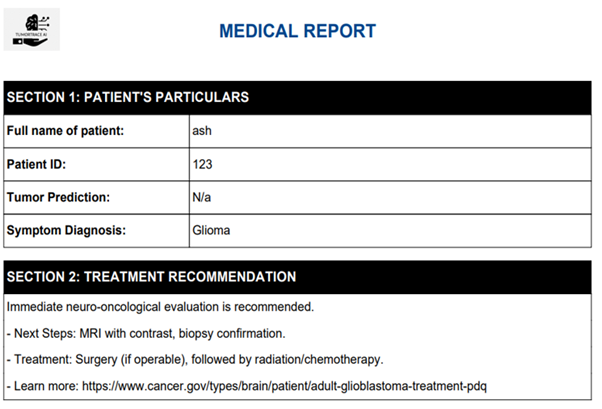 TUMORTRACE AI
MEDICAL REPORT
SECTION 1: PATIENT'S PARTICULARS
Full name of patient: ash
Patient ID: 123
Tumor Prediction: N/a
Symptom Diagnosis: Glioma
SECTION 2: TREATMENT RECOMMENDATION
Immediate neuro-oncological evaluation is recommended.
- Next Steps: MRI with contrast, biopsy confirmation.
- Treatment: Surgery (if operable), followed by radiation/chemotherapy.
- Learn more: https://www.cancer.gov/types/brain/patient/adult-glioblastoma-treatment-pdq